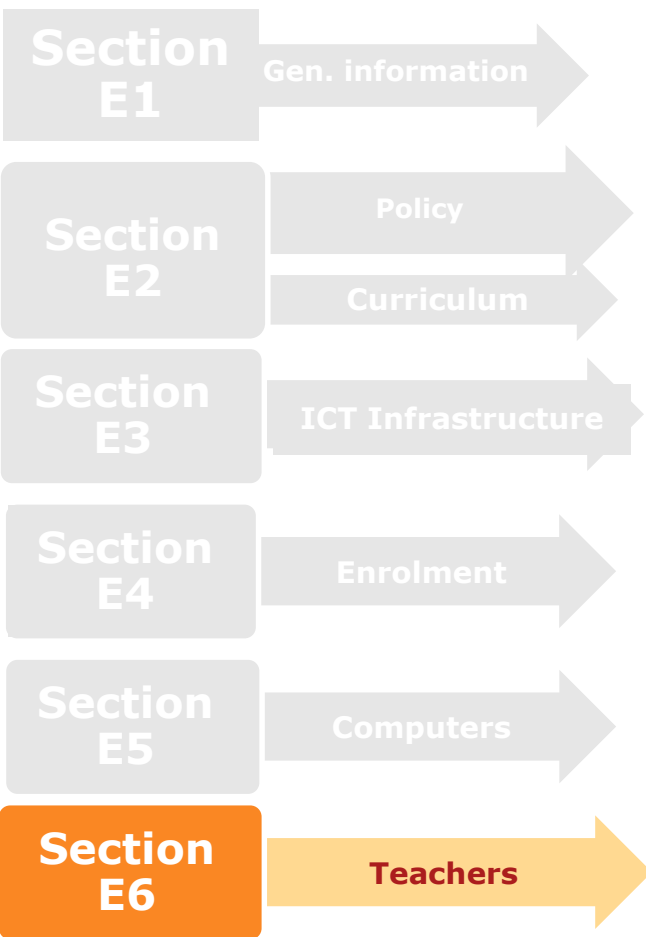 Section
E1
Gen. information
Section
E2
Policy
Curriculum
Section
E3
ICT Infrastructure
Section
E4
Enrolment
Section
E5
Computers
Section
E6
Teachers